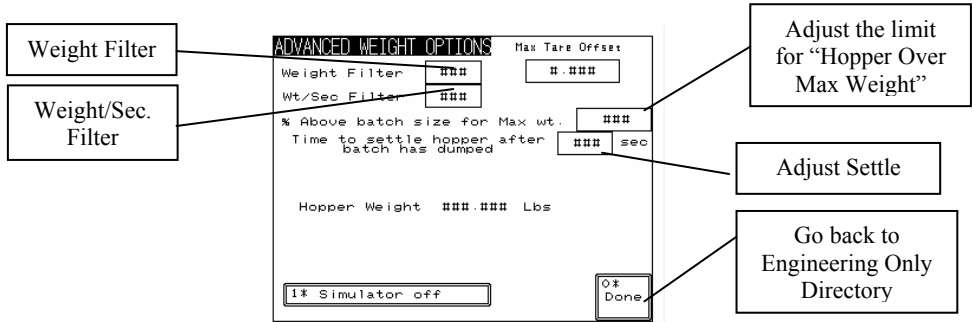 Weight Filter
Weight/Sec.
Filter
ADVANCED WEIGHT OPTIONS
Max Tare Offset
Weight Filter ###
#.###
Wt/Sec Filter ###
% Above batch size for Max wt. ###
Time to settle hopper after ### sec
batch has dumped
Hopper Weight ###.### Lbs
1* Simulator off
0*
Done
Adjust the limit
for “Hopper Over
Max Weight”
Adjust Settle
Go back to
Engineering Only
Directory